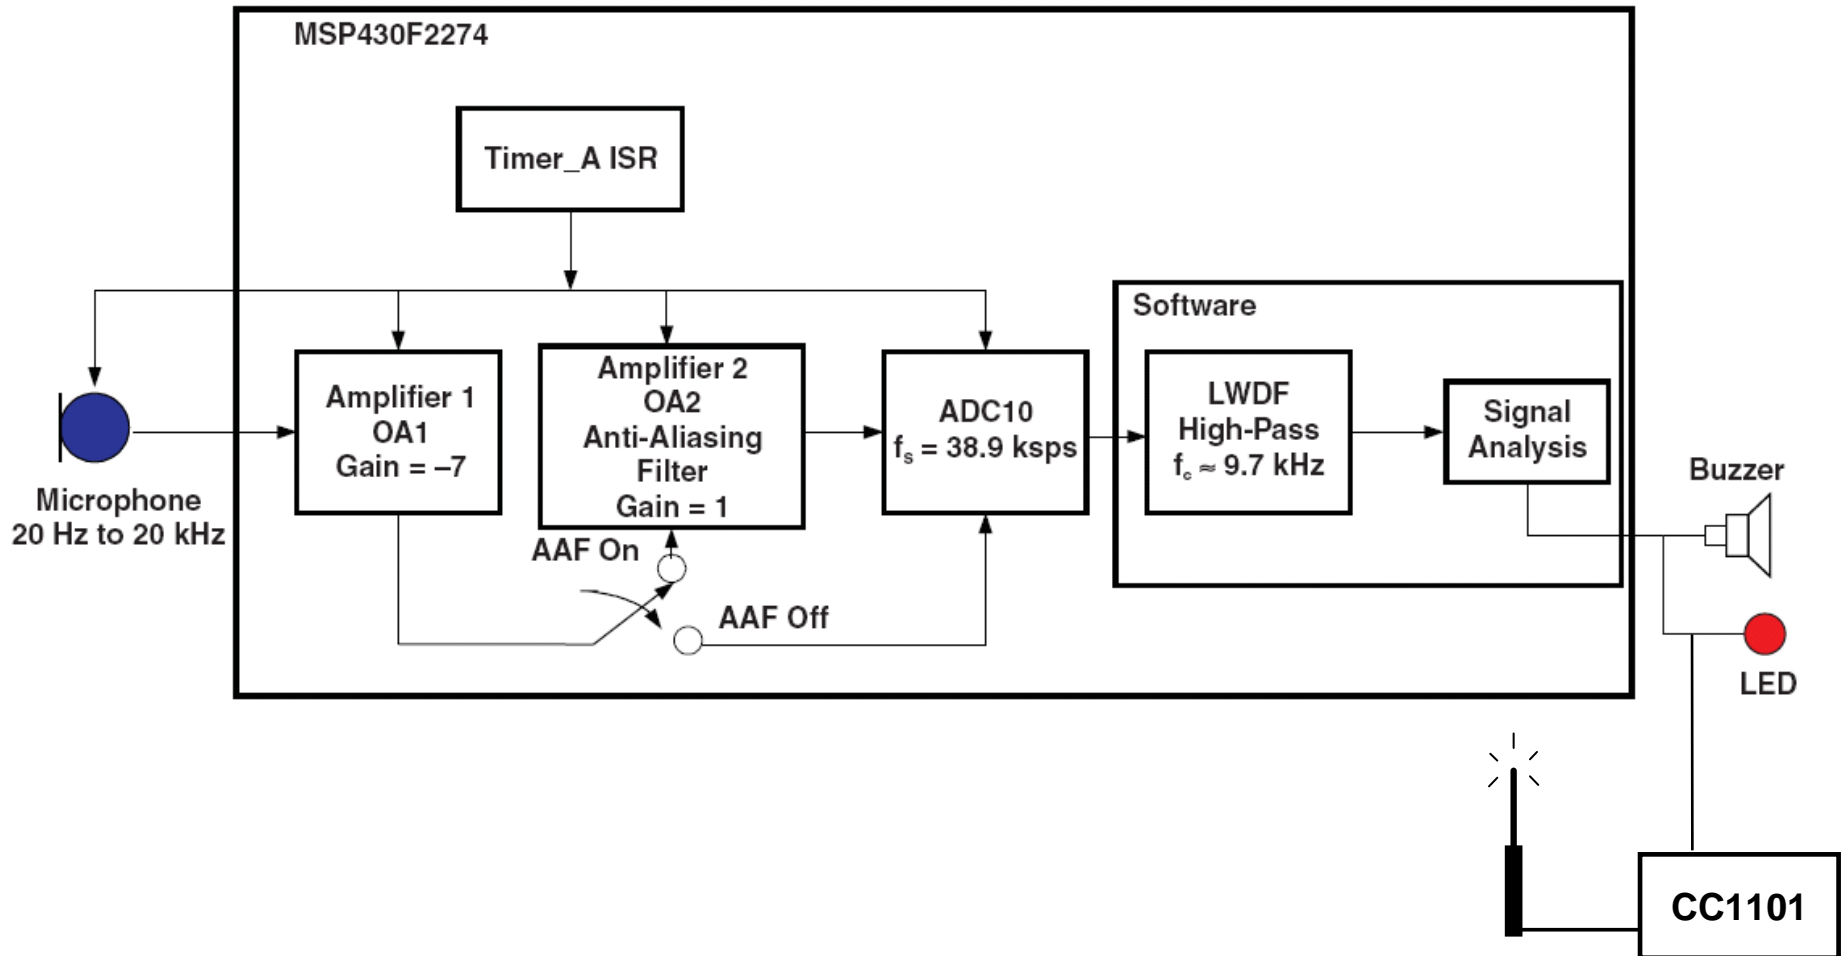 MSP430F2274
Timer_A ISR
Software
Amplifier 1
OA1
Gain = –7
Amplifier 2
OA2
Anti-Aliasing
Filter
Gain = 1
ADC10
fs = 38.9 ksps
LWDF
High-Pass
fc ≈ 9.7 kHz
Signal
Analysis
Microphone
20 Hz to 20 kHz
AAF On
AAF Off
Buzzer
LED
CC1101